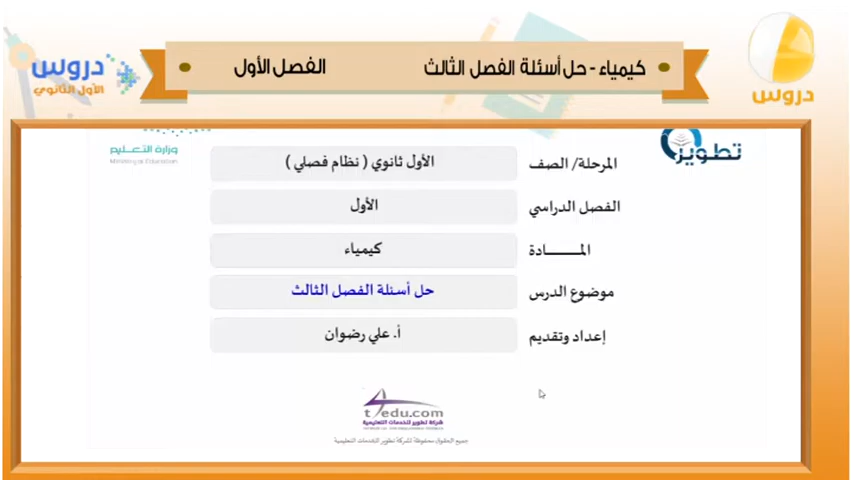 دروس
الأول الثانوي
كيمياء - حل أسئلة الفصل الثالث
الفصل الأول
دروس
وزارة التعليم
Ministry of Education
تطوير
المرحلة/ الصف
الأول ثانوي ( نظام فصلي )
الفصل الدراسي
الأول
المـــــــادة
كيمياء
موضوع الدرس
حل أسئلة الفصل الثالث
إعداد وتقديم
أ. علي رضوان
t4edu.com
شركة تطوير للخدمات التعليمية
جميع الحقوق محفوظة لشركة تطوير للخدمات التعليمية